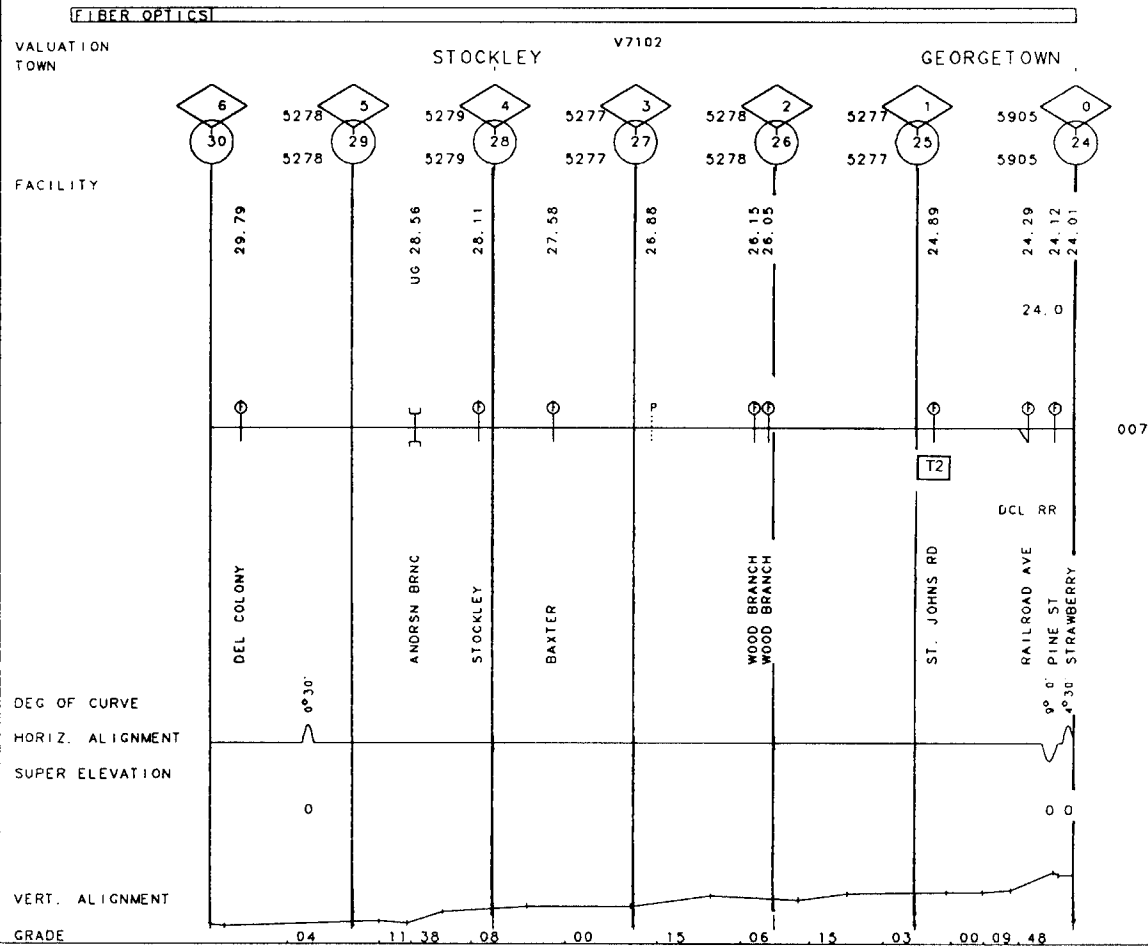 FIBER OPTICS
VALUATION V7102
TOWN STOCKLEY GEORGETOWN
6 5 4 3 2 1 0
5278 5279 5277 5278 5277 5905
30 29 28 27 26 25 24
5278 5279 5277 5278 5277 5905
FACILITY
29.79
UG 28.56
28.11
27.58
26.88
26.15
26.05
24.89
24.29
24.12
24.01
24.0
F F F P F F F F F
007
T2
DCL RR
DEL COLONY
ANDRSN BRNC
STOCKLEY
BAXTER
WOOD BRANCH
WOOD BRANCH
ST. JOHNS RD
RAILROAD AVE
PINE ST
STRAWBERRY
DEG OF CURVE 0°30' 9° 0' 4°30'
HORIZ. ALIGNMENT
SUPER ELEVATION
0 0 0
VERT. ALIGNMENT
GRADE .04 .11 .38 .08 .00 .15 .06 .15 .03 .00 .09 .48